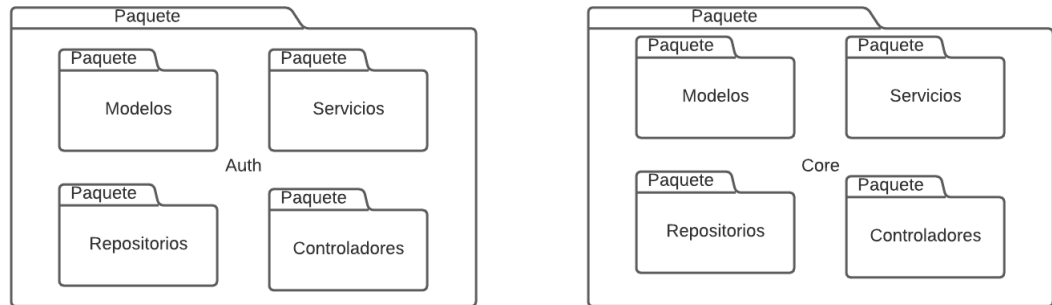 Paquete
Paquete
Modelos
Paquete
Servicios
Auth
Paquete
Repositorios
Paquete
Controladores
Paquete
Paquete
Modelos
Paquete
Servicios
Core
Paquete
Repositorios
Paquete
Controladores